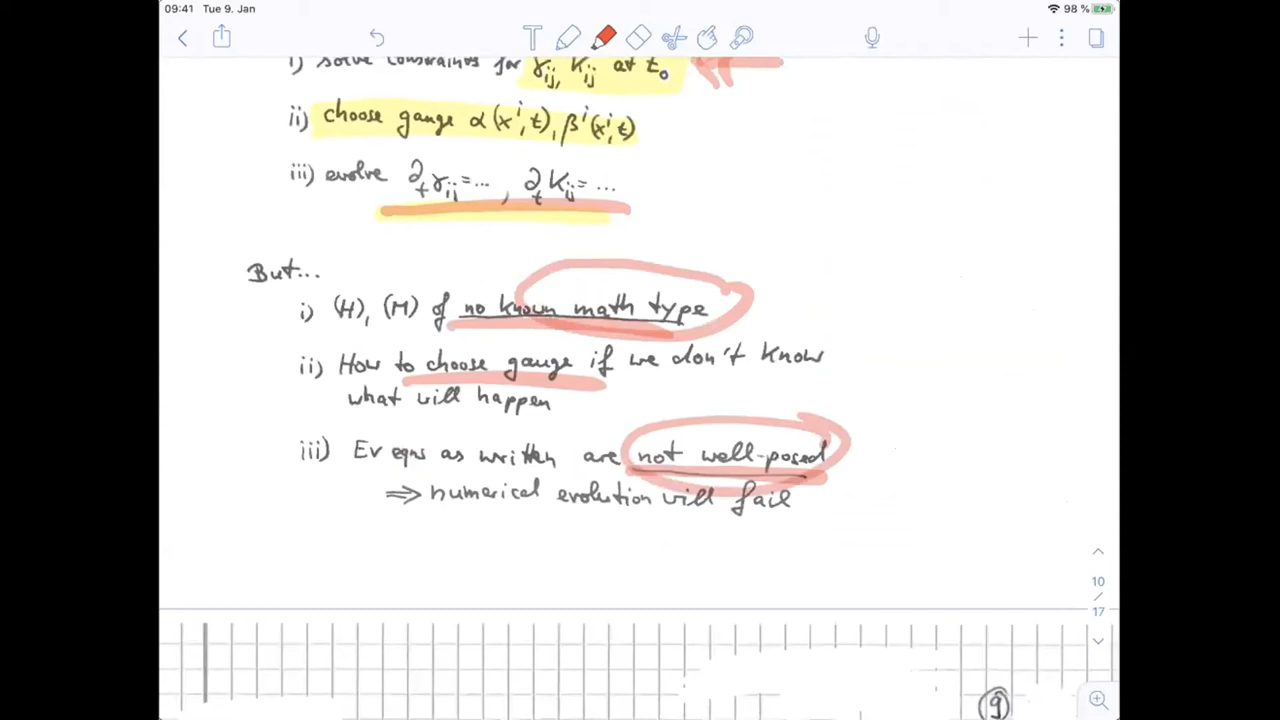 09:41 Tue 9. Jan
98 %
i) solve constraints for γij, Kij at t₀
ii) choose gauge α(xⁱ,t), βⁱ(xⁱ,t)
iii) evolve ∂ₜγij=..., ∂ₜKij=...
But...
i) (H), (M) of no known math type
ii) How to choose gauge if we don't know
what will happen
iii) Ev eqns as written are not well-posed
⇒ numerical evolution will fail
10
/
17
9